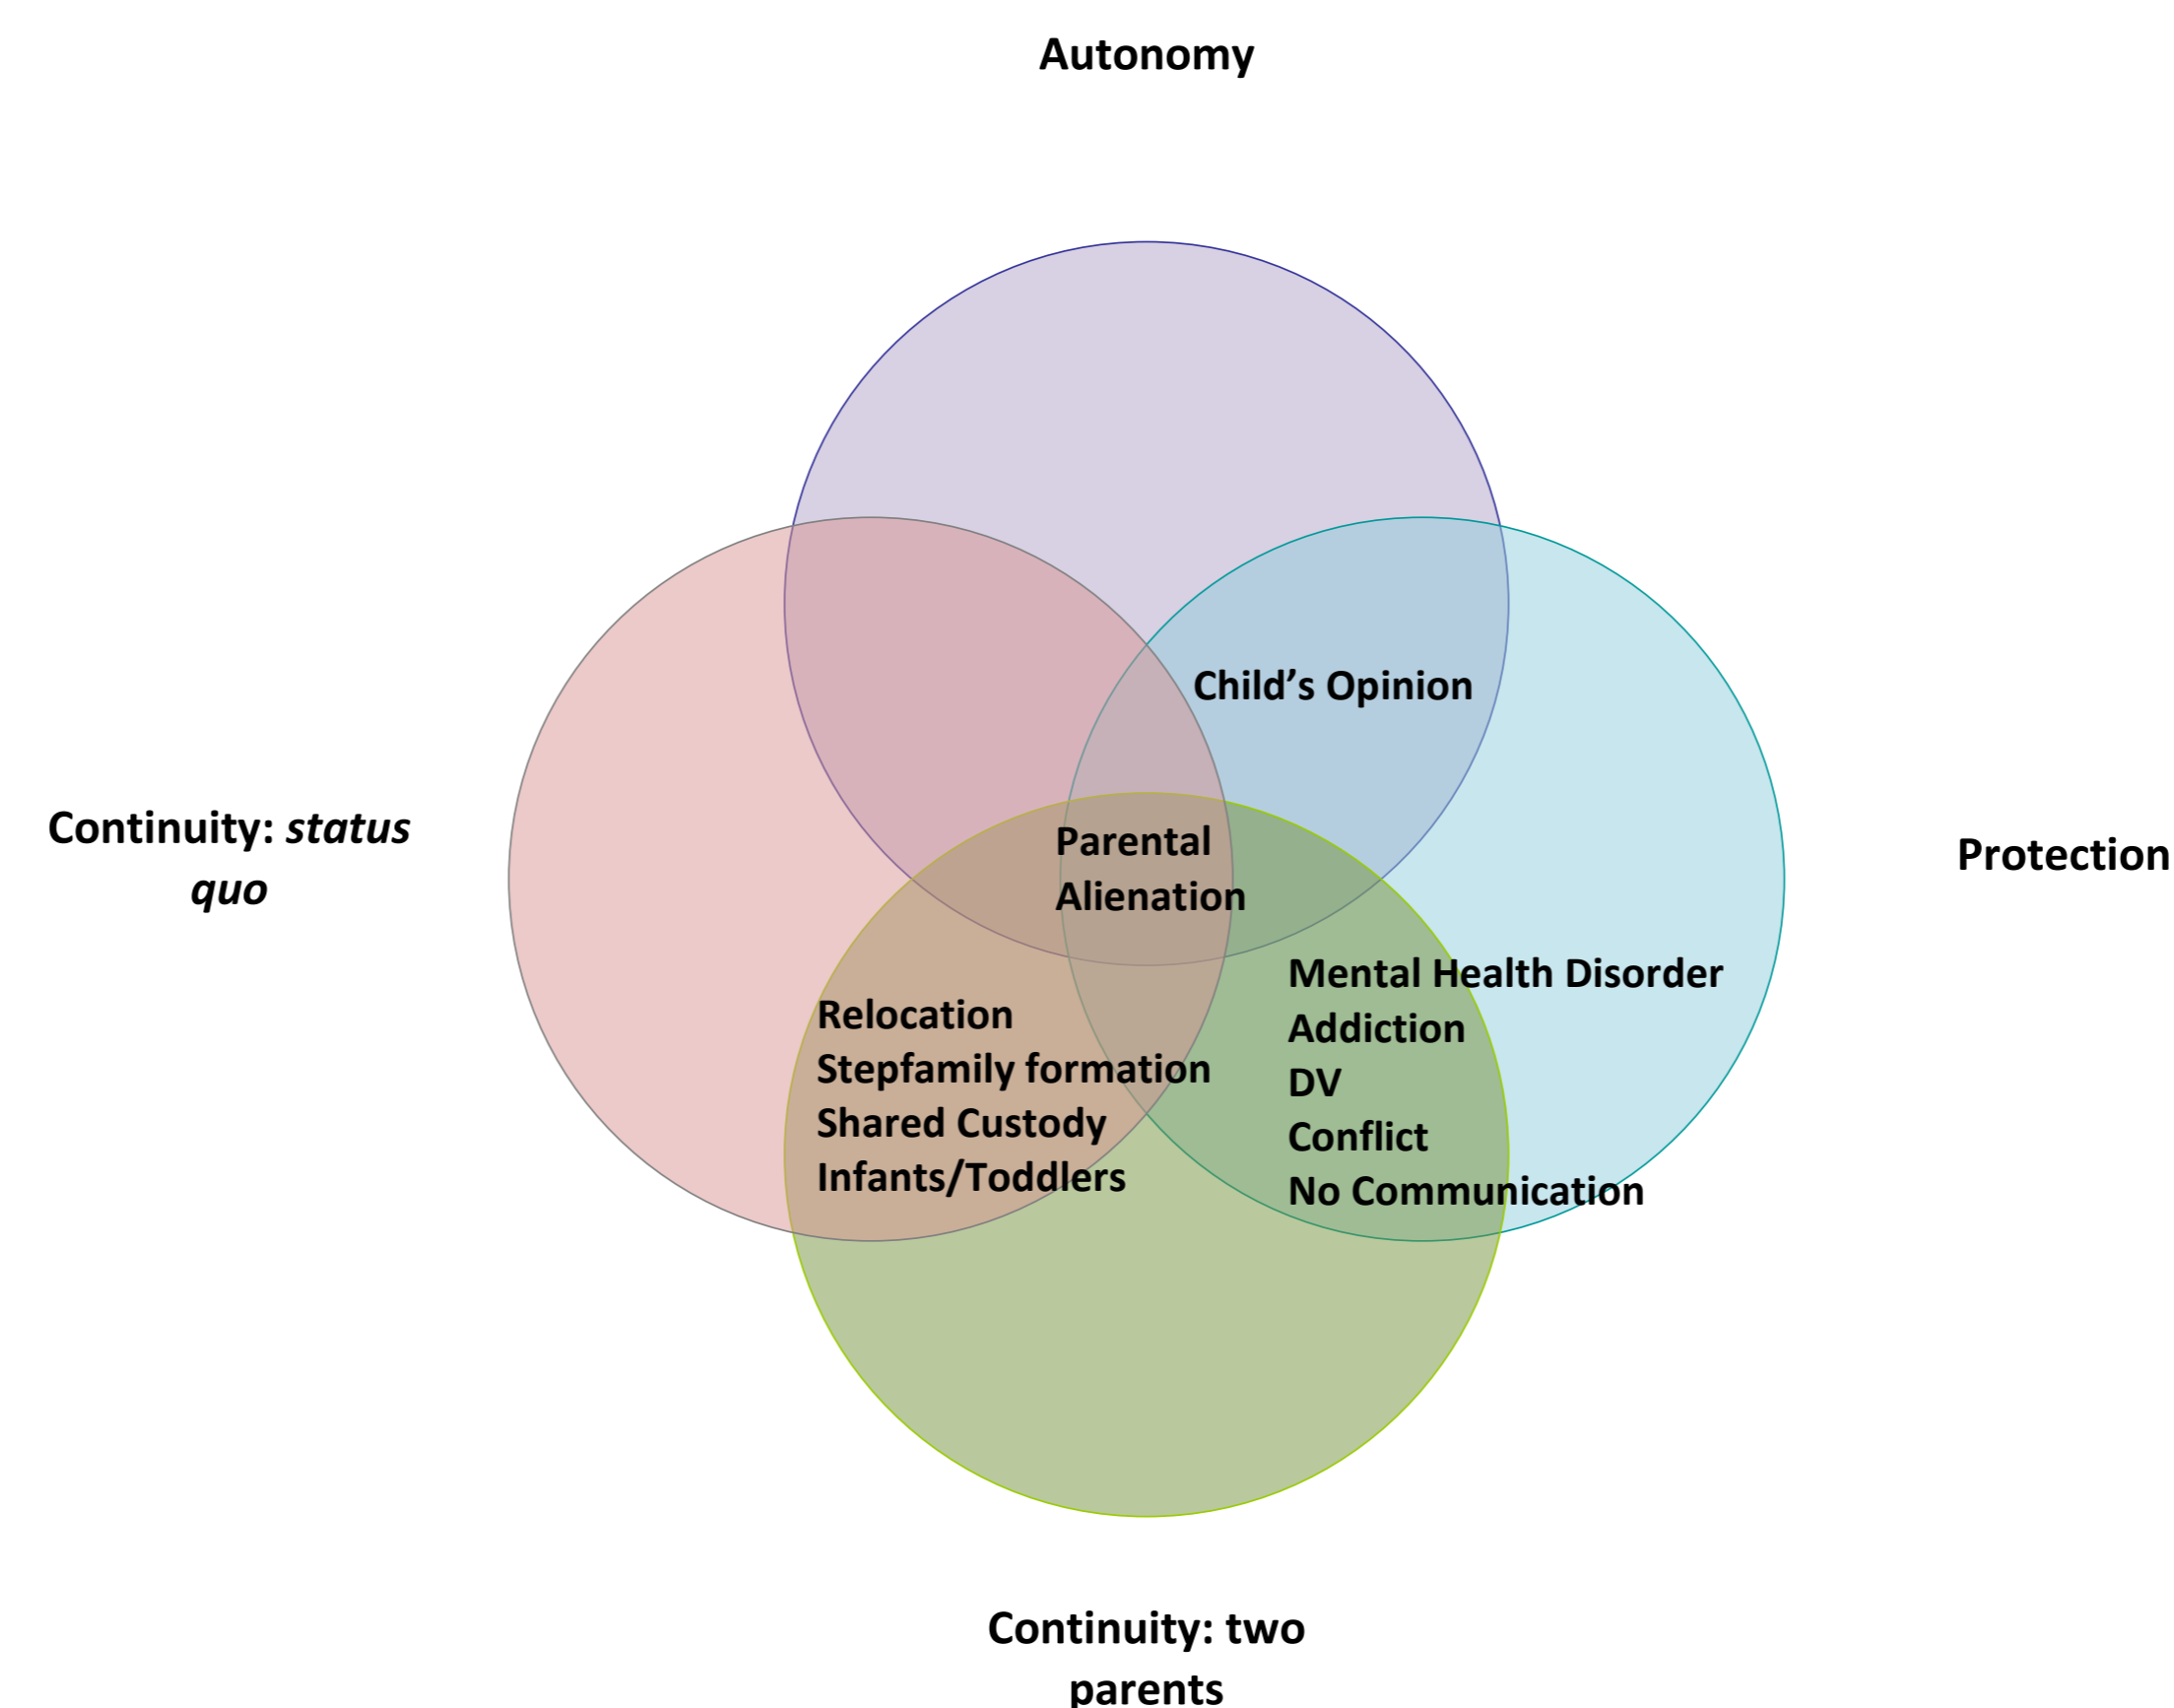 Autonomy
Child’s Opinion
Continuity: status
quo
Protection
Parental
Alienation
Relocation
Stepfamily formation
Shared Custody
Infants/Toddlers
Mental Health Disorder
Addiction
DV
Conflict
No Communication
Continuity: two
parents